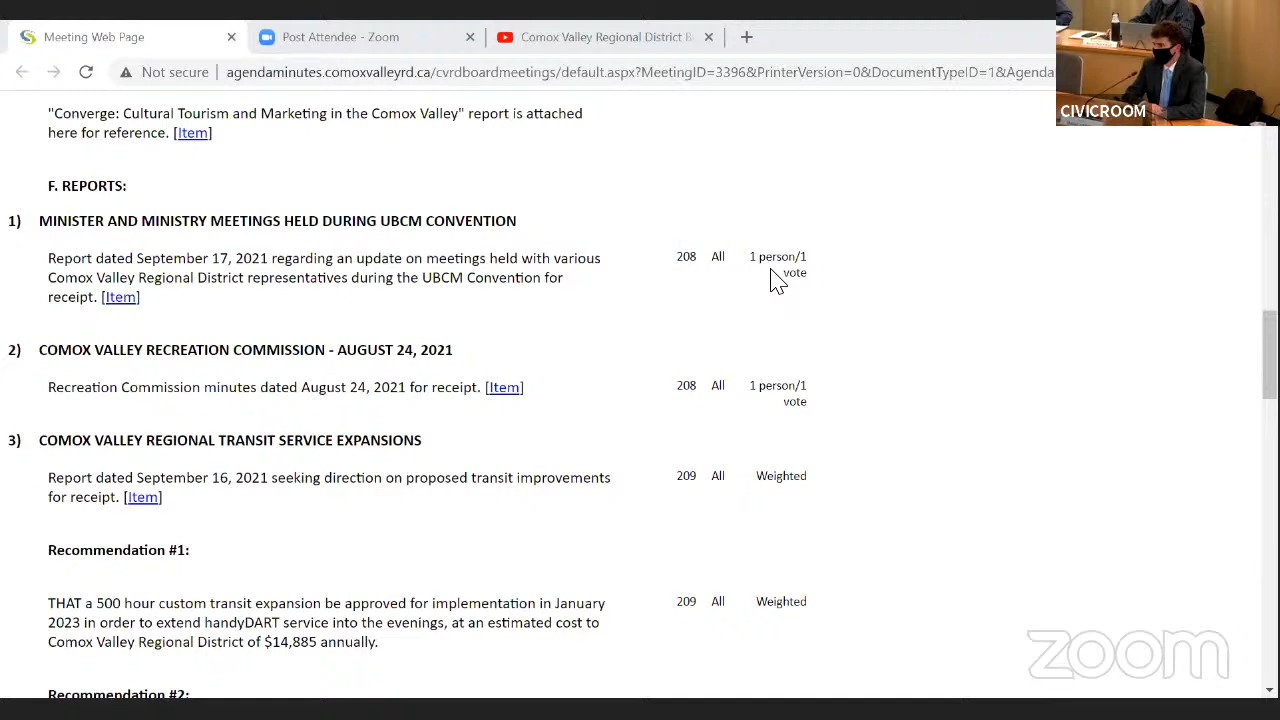 Meeting Web Page
Post Attendee - Zoom
Comox Valley Regional District B
Not secure
agendaminutes.comoxvalleyrd.ca/cvrdboardmeetings/default.aspx?MeetingID=3396&PrinterVersion=0&DocumentTypeID=1&Agenda
CIVICROOM
"Converge: Cultural Tourism and Marketing in the Comox Valley" report is attached
here for reference. [Item]
F. REPORTS:
1) MINISTER AND MINISTRY MEETINGS HELD DURING UBCM CONVENTION
Report dated September 17, 2021 regarding an update on meetings held with various 208 All 1 person/1
Comox Valley Regional District representatives during the UBCM Convention for vote
receipt. [Item]
2) COMOX VALLEY RECREATION COMMISSION - AUGUST 24, 2021
Recreation Commission minutes dated August 24, 2021 for receipt. [Item] 208 All 1 person/1
vote
3) COMOX VALLEY REGIONAL TRANSIT SERVICE EXPANSIONS
Report dated September 16, 2021 seeking direction on proposed transit improvements 209 All Weighted
for receipt. [Item]
Recommendation #1:
THAT a 500 hour custom transit expansion be approved for implementation in January 209 All Weighted
2023 in order to extend handyDART service into the evenings, at an estimated cost to
Comox Valley Regional District of $14,885 annually.
Recommendation #2:
zoom